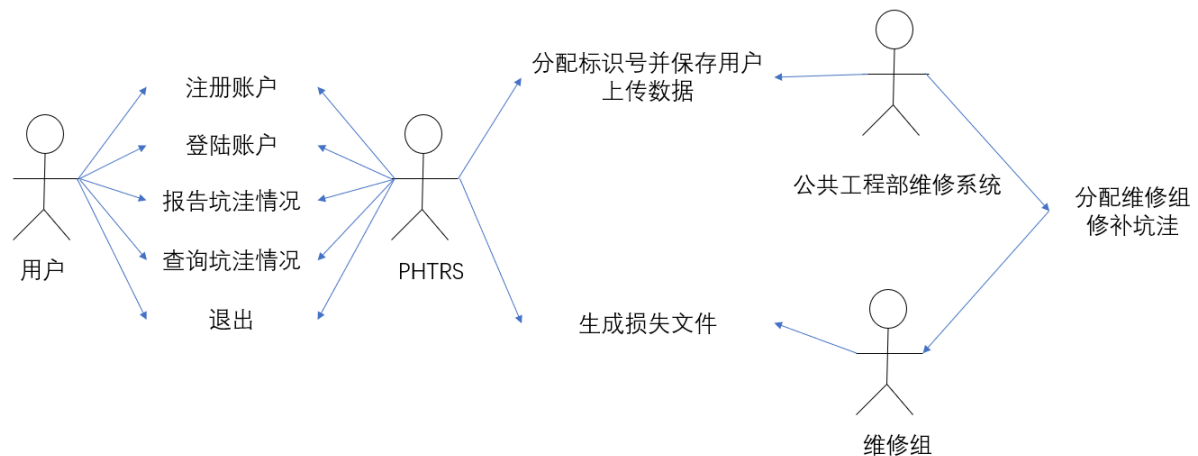 注册账户
登陆账户
报告坑洼情况
查询坑洼情况
退出
用户
PHTRS
分配标识号并保存用户
上传数据
生成损失文件
公共工程部维修系统
分配维修组
修补坑洼
维修组